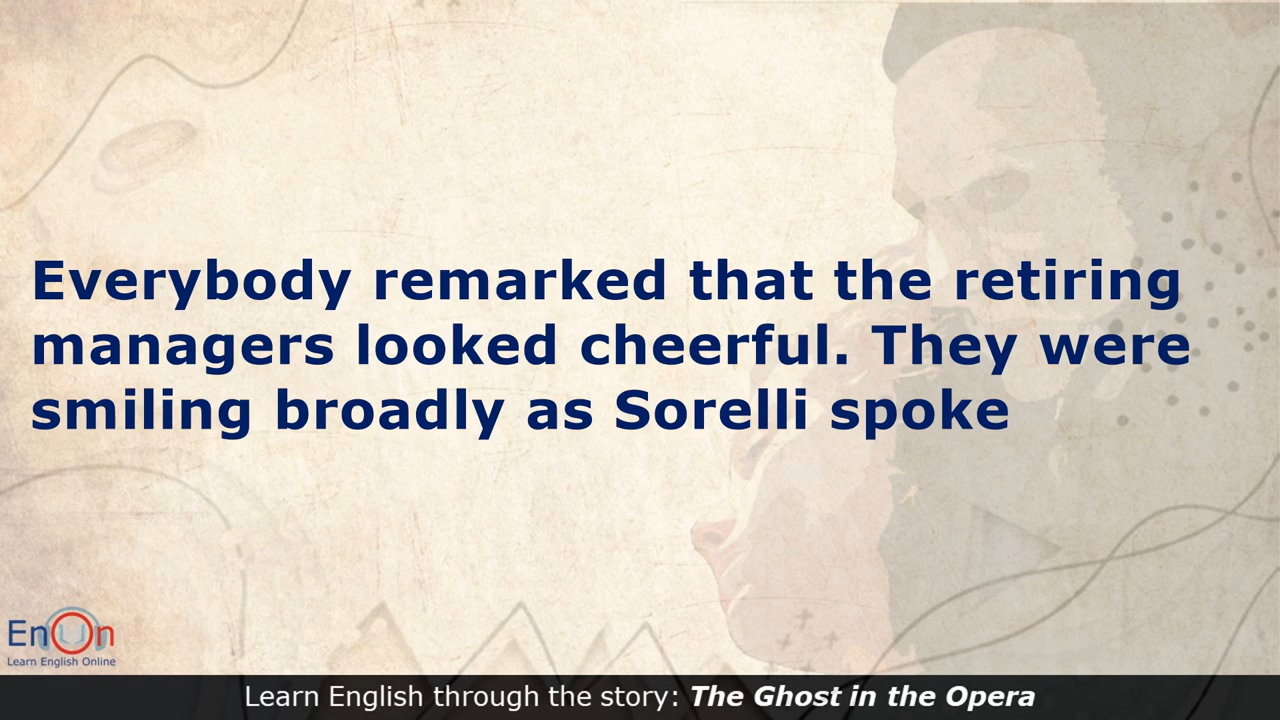 Everybody remarked that the retiring
managers looked cheerful. They were
smiling broadly as Sorelli spoke
EnOn
Learn English Online
Learn English through the story: The Ghost in the Opera